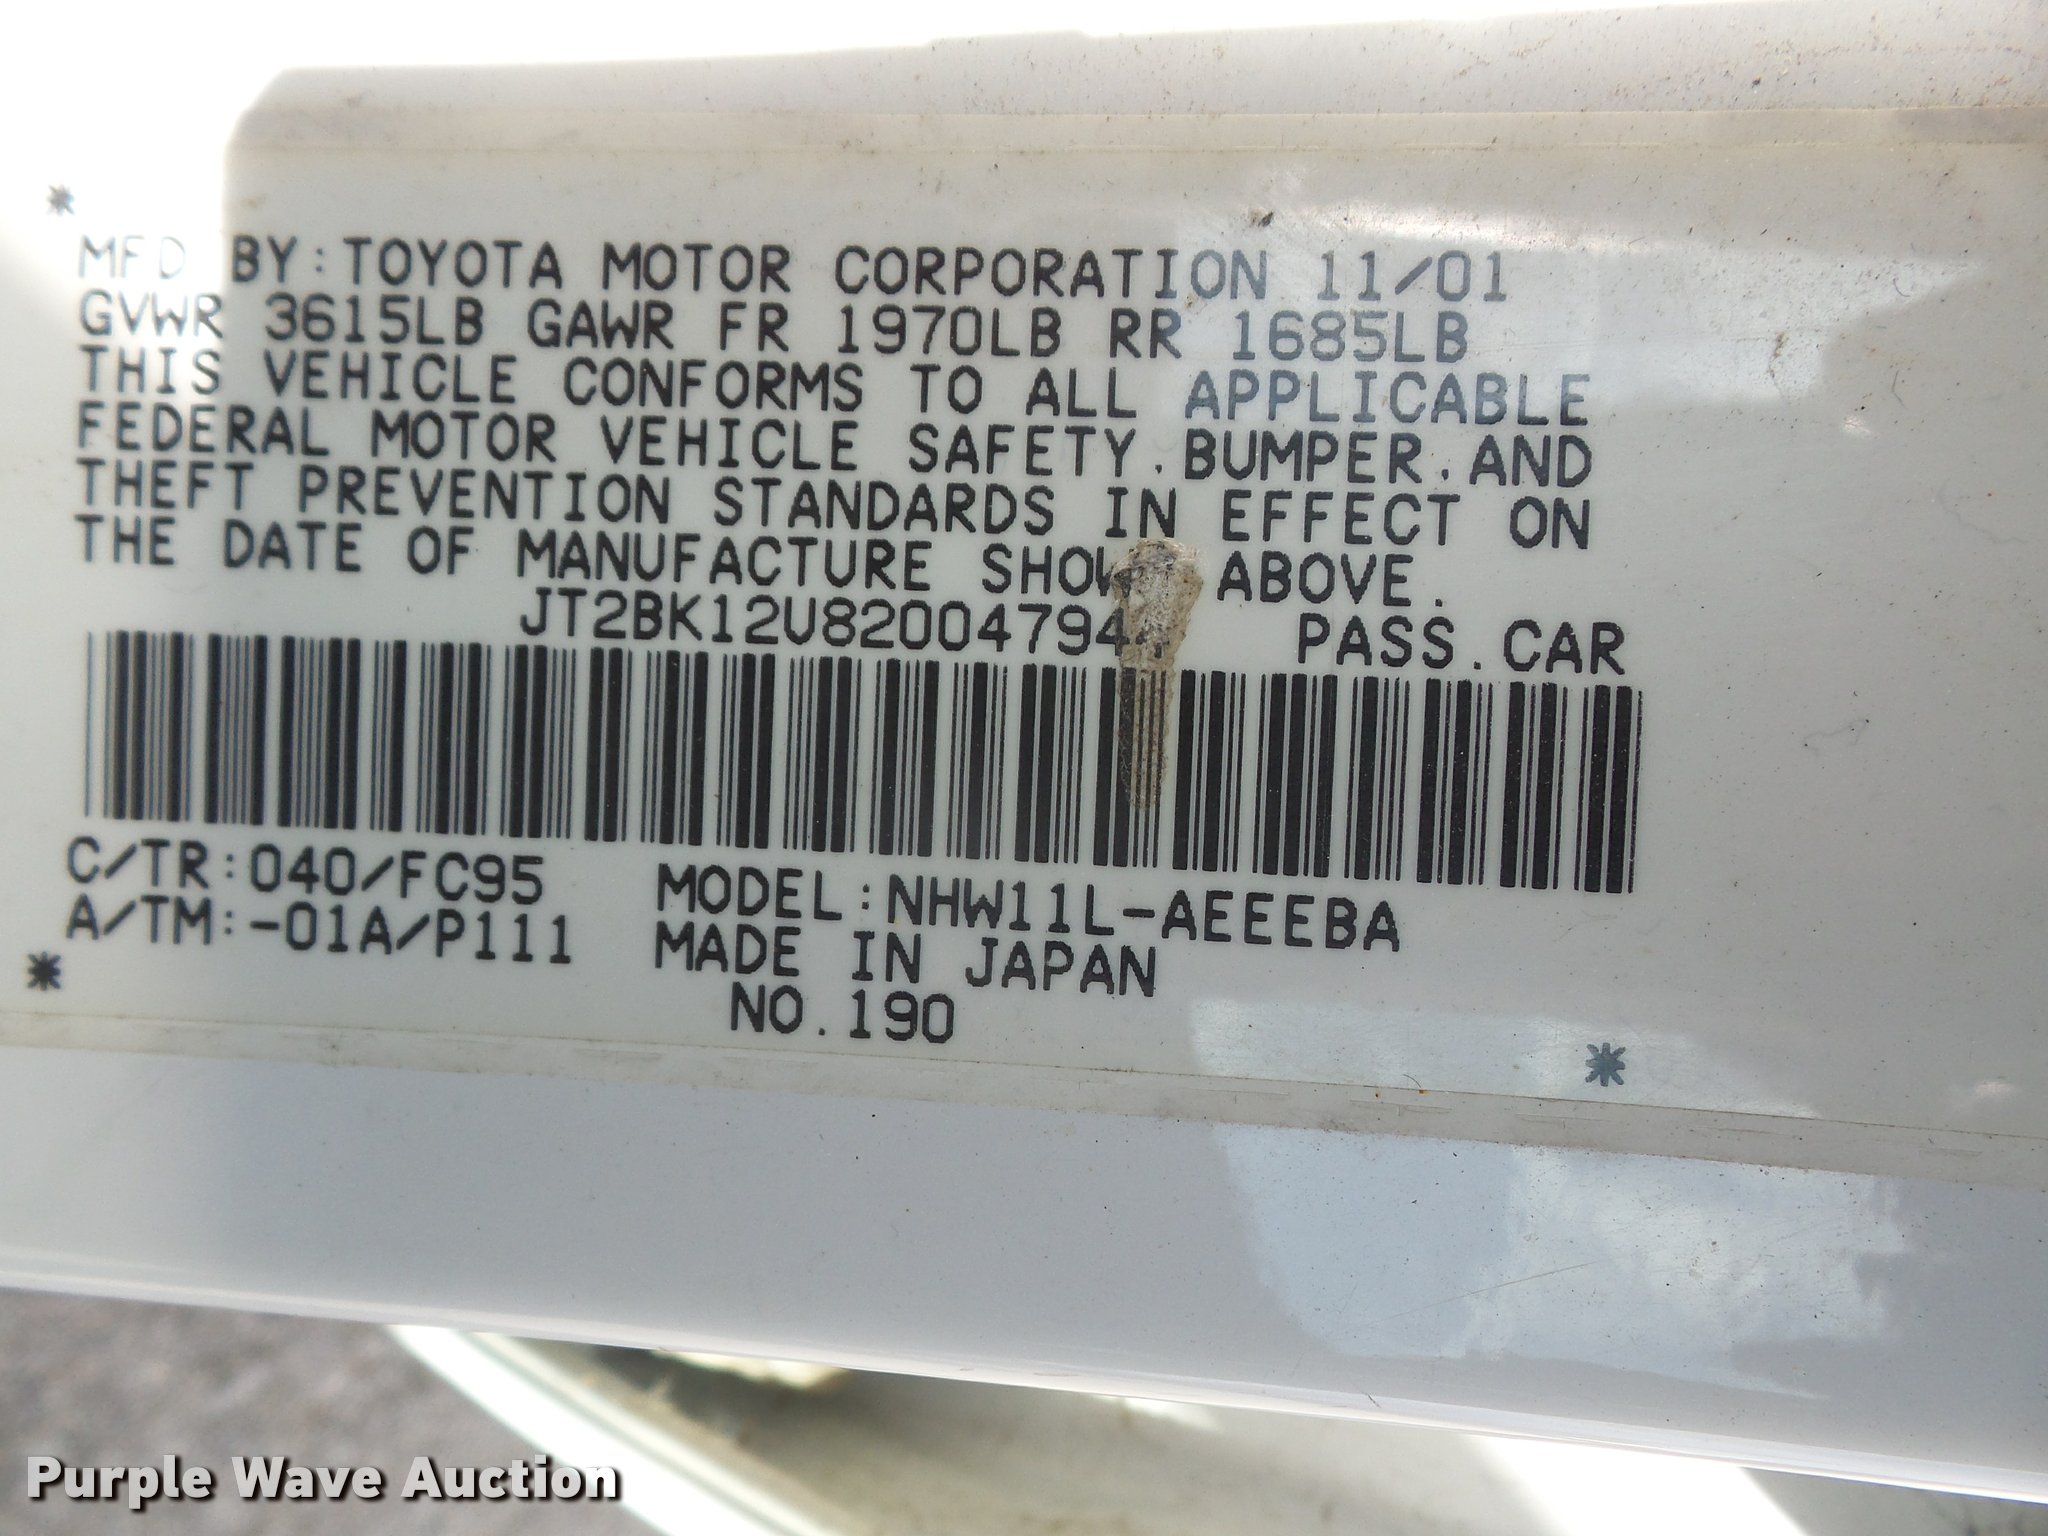 MFD BY:TOYOTA MOTOR CORPORATION 11/01
GVWR 3615LB GAWR FR 1970LB RR 1685LB
THIS VEHICLE CONFORMS TO ALL APPLICABLE
FEDERAL MOTOR VEHICLE SAFETY,BUMPER,AND
THEFT PREVENTION STANDARDS IN EFFECT ON
THE DATE OF MANUFACTURE SHOWN ABOVE.
PASS.CAR
C/TR:040/FC95 MODEL:NHW11L-AEEEBA
A/TM:-01A/P111 MADE IN JAPAN
NO.190
Purple Wave Auction